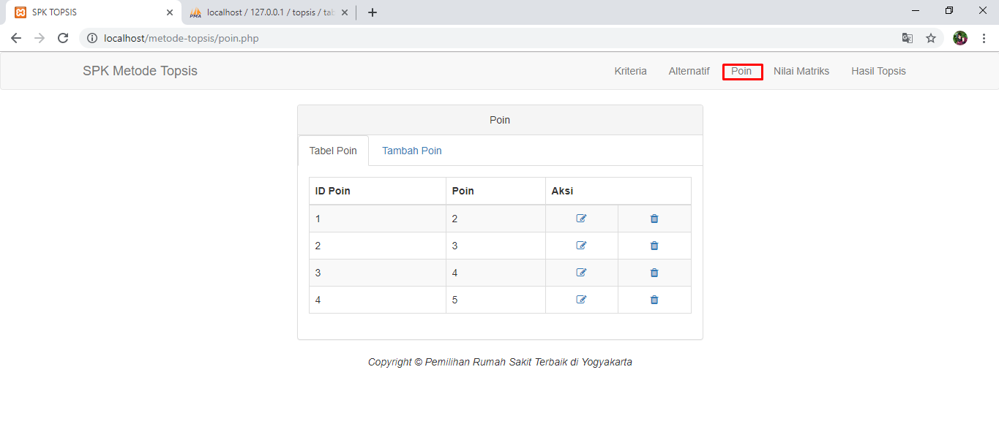 SPK TOPSIS
localhost / 127.0.0.1 / topsis / tab
localhost/metode-topsis/poin.php
SPK Metode Topsis
Kriteria Alternatif Poin Nilai Matriks Hasil Topsis
Poin
Tabel Poin Tambah Poin
ID Poin Poin Aksi
1 2
2 3
3 4
4 5
Copyright © Pemilihan Rumah Sakit Terbaik di Yogyakarta